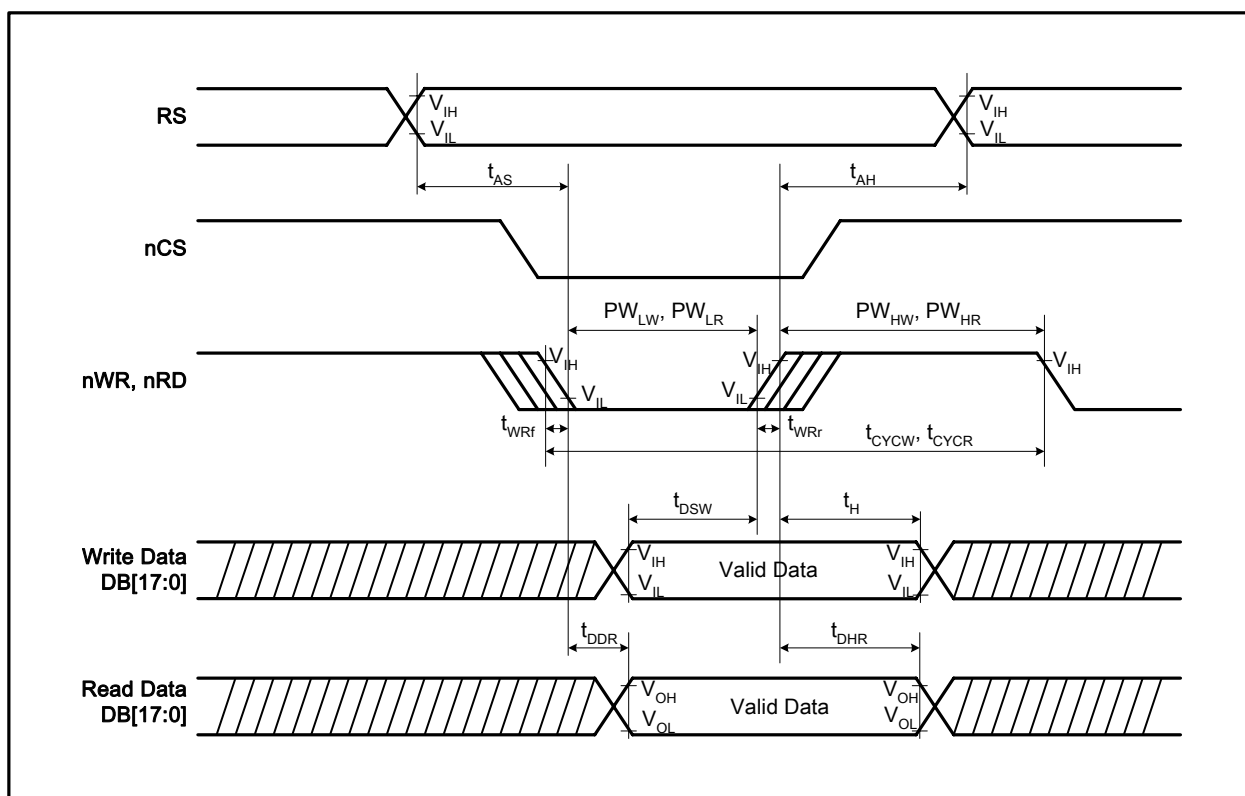 RS
V_IH
V_IL
V_IH
V_IL
t_AS
t_AH
nCS
PW_LW, PW_LR
PW_HW, PW_HR
nWR, nRD
V_IH
V_IL
V_IH
V_IL
V_IH
t_WRf
t_WRr
t_CYCW, t_CYCR
t_DSW
t_H
Write Data
DB[17:0]
V_IH
V_IL
Valid Data
V_IH
V_IL
t_DDR
t_DHR
Read Data
DB[17:0]
V_OH
V_OL
Valid Data
V_OH
V_OL